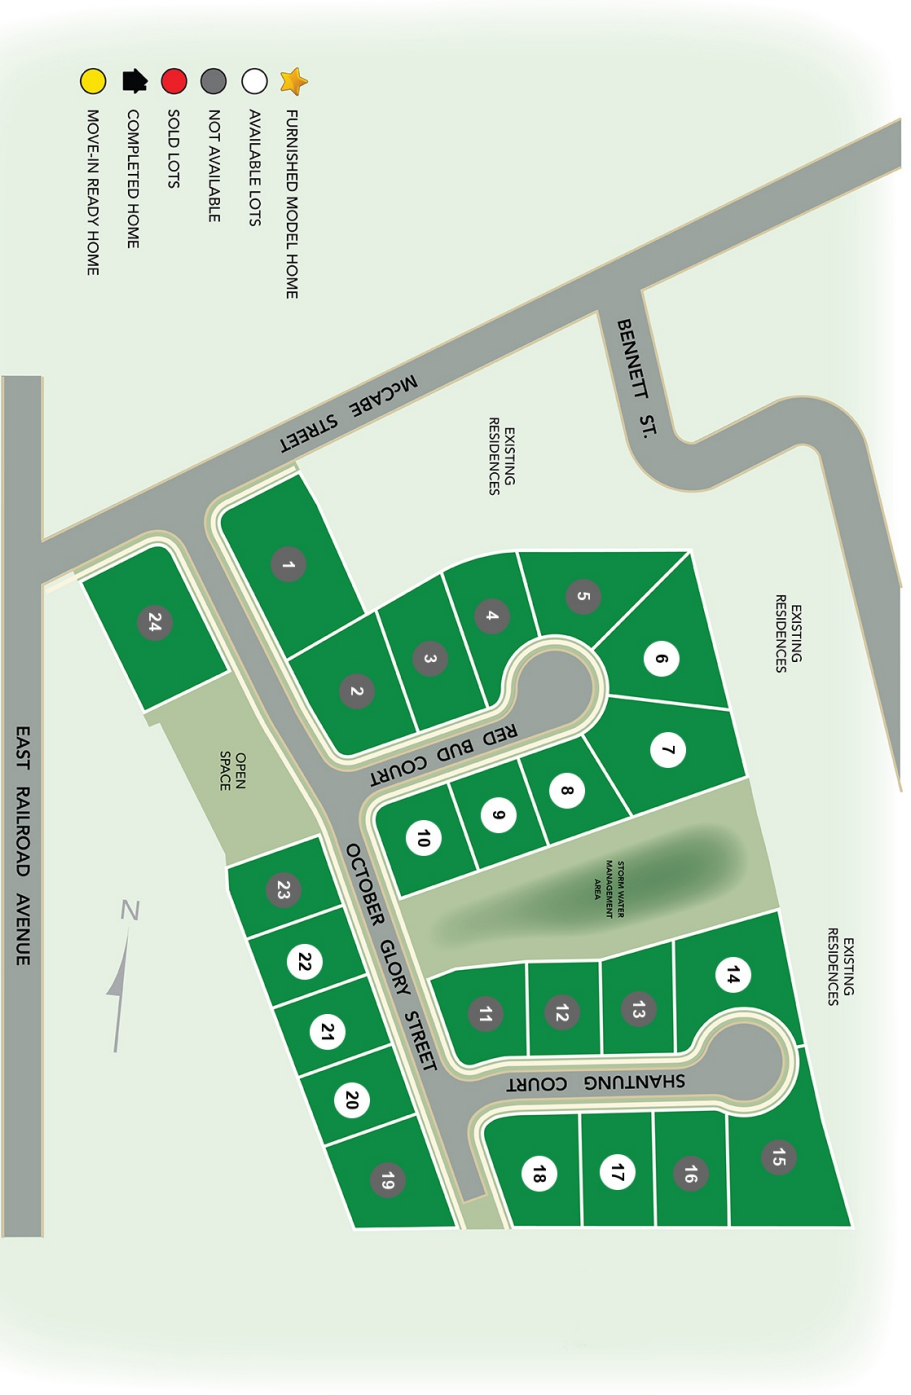 FURNISHED MODEL HOME
AVAILABLE LOTS
NOT AVAILABLE
SOLD LOTS
COMPLETED HOME
MOVE-IN READY HOME
BENNETT ST.
McCABE STREET
EXISTING
RESIDENCES
EXISTING
RESIDENCES
EXISTING
RESIDENCES
1
2
3
4
5
6
7
8
9
10
RED BUD COURT
STORM WATER
MANAGEMENT
AREA
OPEN
SPACE
OCTOBER GLORY STREET
11
12
13
14
SHANTUNG COURT
15
16
17
18
19
20
21
22
23
24
N
EAST RAILROAD AVENUE